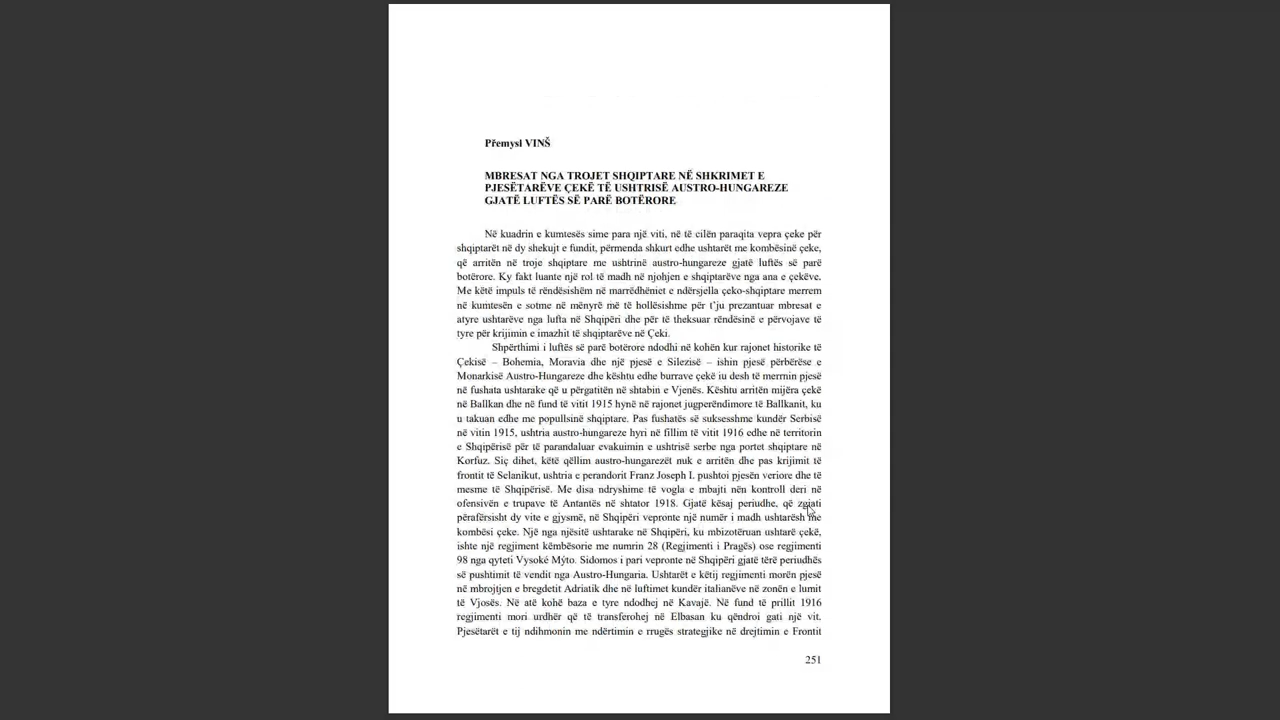 Přemysl VINŠ
MBRESAT NGA TROJET SHQIPTARE NË SHKRIMET E
PJESËTARËVE ÇEKË TË USHTRISË AUSTRO-HUNGAREZE
GJATË LUFTËS SË PARË BOTËRORE
Në kuadrin e kumtesës sime para një viti, në të cilën paraqita vepra çeke për
shqiptarët në dy shekujt e fundit, përmenda shkurt edhe ushtarët me kombësinë çeke,
që arritën në troje shqiptare me ushtrinë austro-hungareze gjatë luftës së parë
botërore. Ky fakt luante një rol të madh në njohjen e shqiptarëve nga ana e çekëve.
Me këtë impuls të rëndësishëm në marrëdhëniet e ndërsjella çeko-shqiptare merrem
në kumtesën e sotme në mënyrë më të hollësishme për t’ju prezantuar mbresat e
atyre ushtarëve nga lufta në Shqipëri dhe për të theksuar rëndësinë e përvojave të
tyre për krijimin e imazhit të shqiptarëve në Çeki.
Shpërthimi i luftës së parë botërore ndodhi në kohën kur rajonet historike të
Çekisë – Bohemia, Moravia dhe një pjesë e Silezisë – ishin pjesë përbërëse e
Monarkisë Austro-Hungareze dhe kështu edhe burrave çekë iu desh të merrnin pjesë
në fushata ushtarake që u përgatitën në shtabin e Vjenës. Kështu arritën mijëra çekë
në Ballkan dhe në fund të vitit 1915 hynë në rajonet jugperëndimore të Ballkanit, ku
u takuan edhe me popullsinë shqiptare. Pas fushatës së suksesshme kundër Serbisë
në vitin 1915, ushtria austro-hungareze hyri në fillim të vitit 1916 edhe në territorin
e Shqipërisë për të parandaluar evakuimin e ushtrisë serbe nga portet shqiptare në
Korfuz. Siç dihet, këtë qëllim austro-hungarezët nuk e arritën dhe pas krijimit të
frontit të Selanikut, ushtria e perandorit Franz Joseph I. pushtoi pjesën veriore dhe të
mesme të Shqipërisë. Me disa ndryshime të vogla e mbajti nën kontroll deri në
ofensivën e trupave të Antantës në shtator 1918. Gjatë kësaj periudhe, që zgjati
përafërsisht dy vite e gjysmë, në Shqipëri vepronte një numër i madh ushtarësh me
kombësi çeke. Një nga njësitë ushtarake në Shqipëri, ku mbizotëruan ushtarë çekë,
ishte një regjiment këmbësorie me numrin 28 (Regjimenti i Pragës) ose regjimenti
98 nga qyteti Vysoké Mýto. Sidomos i pari vepronte në Shqipëri gjatë tërë periudhës
së pushtimit të vendit nga Austro-Hungaria. Ushtarët e këtij regjimenti morën pjesë
në mbrojtjen e bregdetit Adriatik dhe në luftimet kundër italianëve në zonën e lumit
të Vjosës. Në atë kohë baza e tyre ndodhej në Kavajë. Në fund të prillit 1916
regjimenti mori urdhër që të transferohej në Elbasan ku qëndroi gati një vit.
Pjesëtarët e tij ndihmonin me ndërtimin e rrugës strategjike në drejtimin e Frontit
251